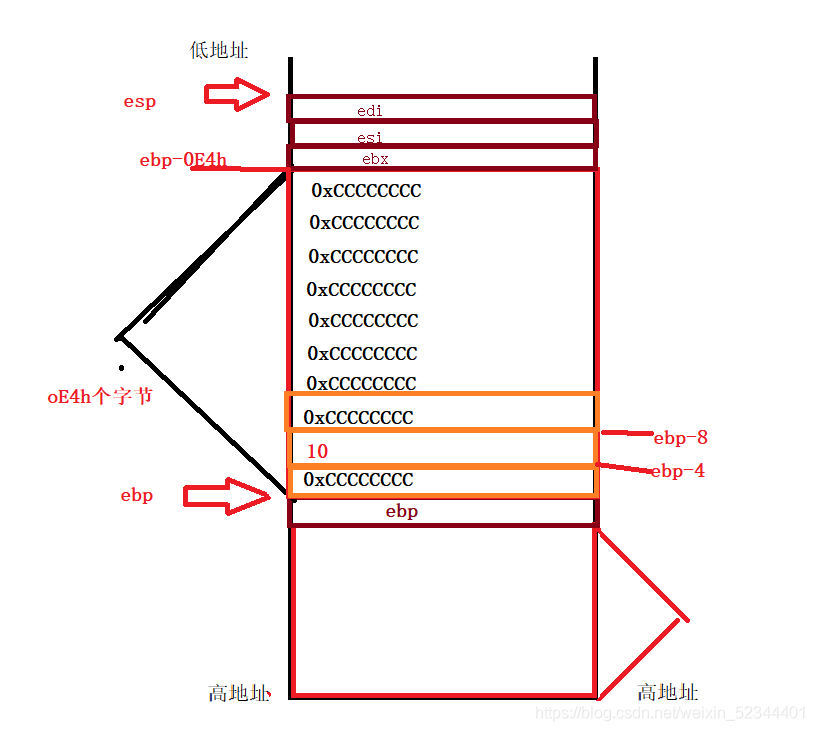 低地址
esp
edi
esi
ebp-0E4h
ebx
0xCCCCCCCC
0xCCCCCCCC
0xCCCCCCCC
0xCCCCCCCC
0xCCCCCCCC
0xCCCCCCCC
0xCCCCCCCC
oE4h个字节
0xCCCCCCCC
ebp-8
10
ebp-4
0xCCCCCCCC
ebp
ebp
高地址
高地址
https://blog.csdn.net/weixin_52344401